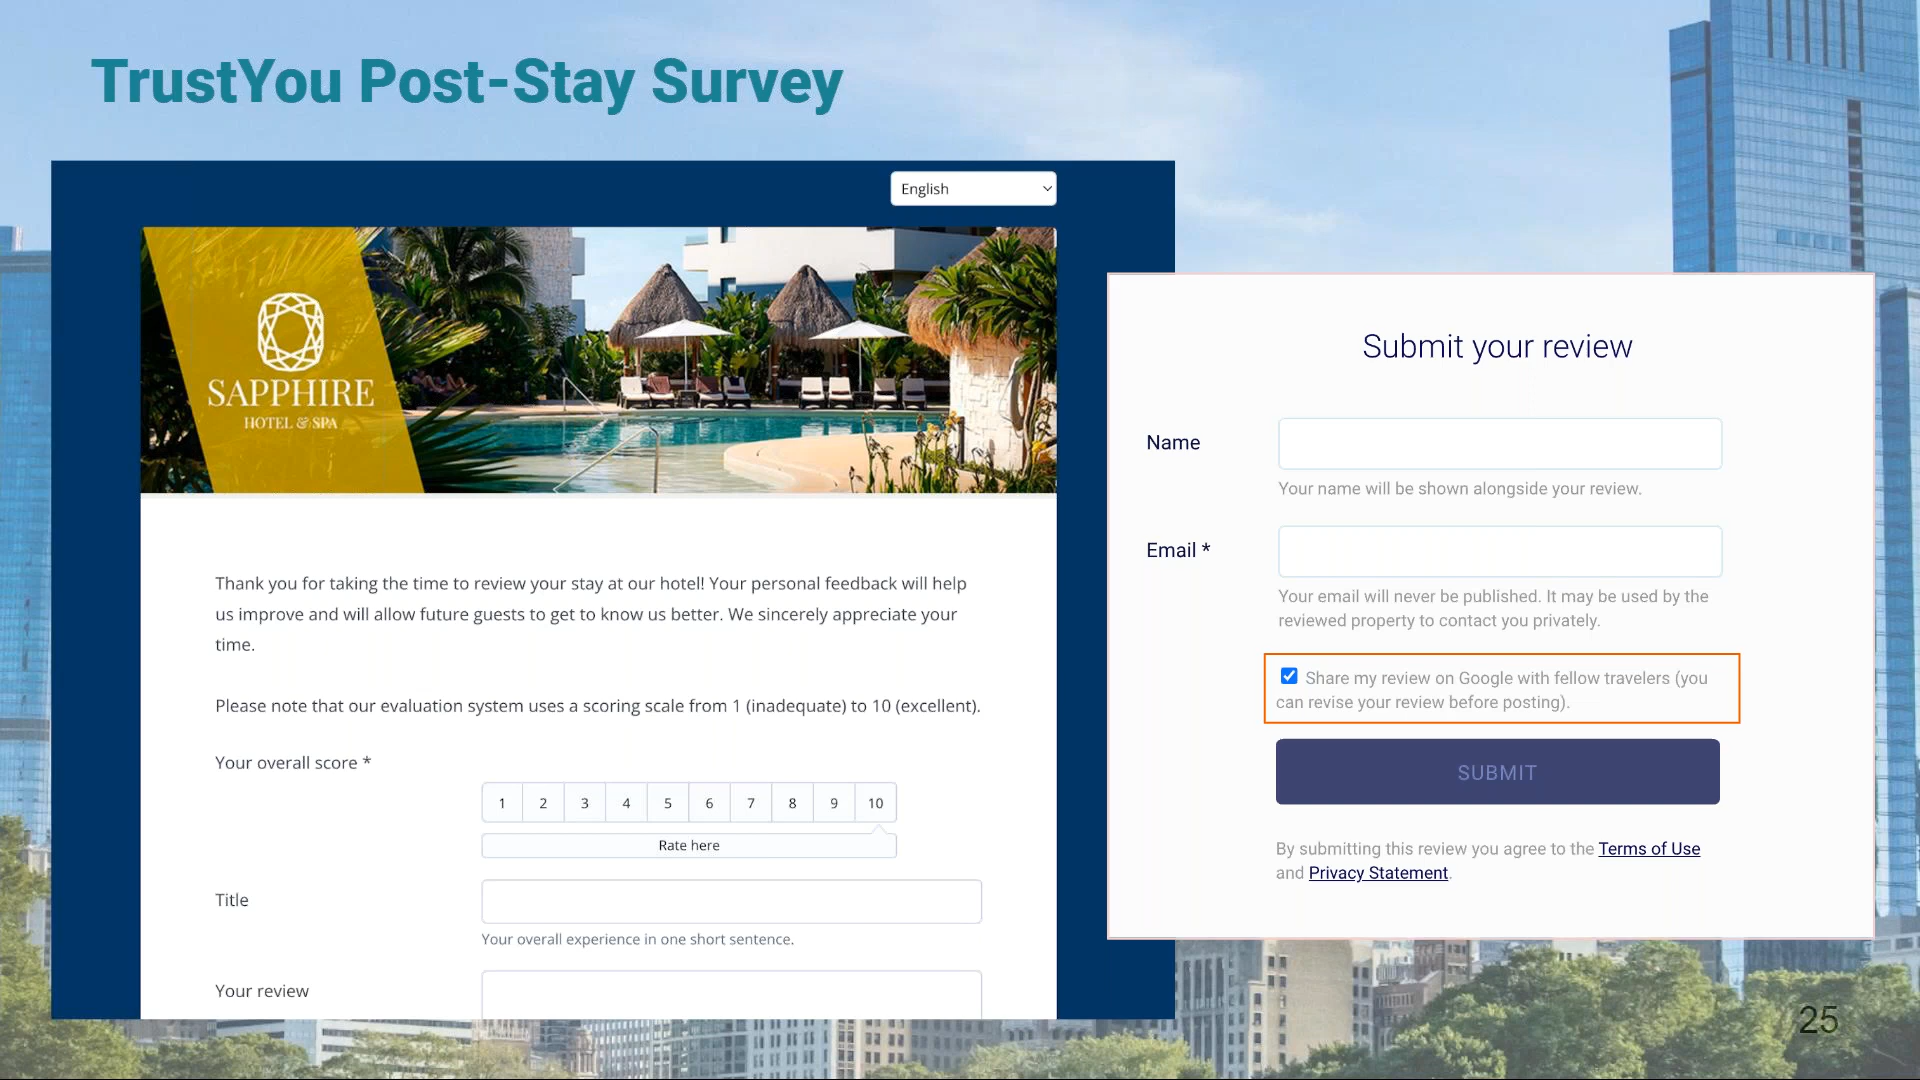 TrustYou Post-Stay Survey
English
SAPPHIRE
HOTEL & SPA
Thank you for taking the time to review your stay at our hotel! Your personal feedback will help
us improve and will allow future guests to get to know us better. We sincerely appreciate your
time.
Please note that our evaluation system uses a scoring scale from 1 (inadequate) to 10 (excellent).
Your overall score *
1 2 3 4 5 6 7 8 9 10
Rate here
Title
Your overall experience in one short sentence.
Your review
Submit your review
Name
Your name will be shown alongside your review.
Email *
Your email will never be published. It may be used by the
reviewed property to contact you privately.
Share my review on Google with fellow travelers (you
can revise your review before posting).
SUBMIT
By submitting this review you agree to the Terms of Use
and Privacy Statement.
25